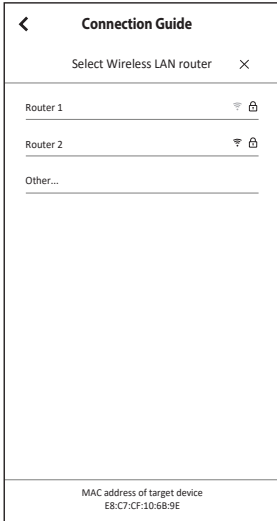 Connection Guide
Select Wireless LAN router
Router 1
Router 2
Other...
MAC address of target device
E8:C7:CF:10:6B:9E